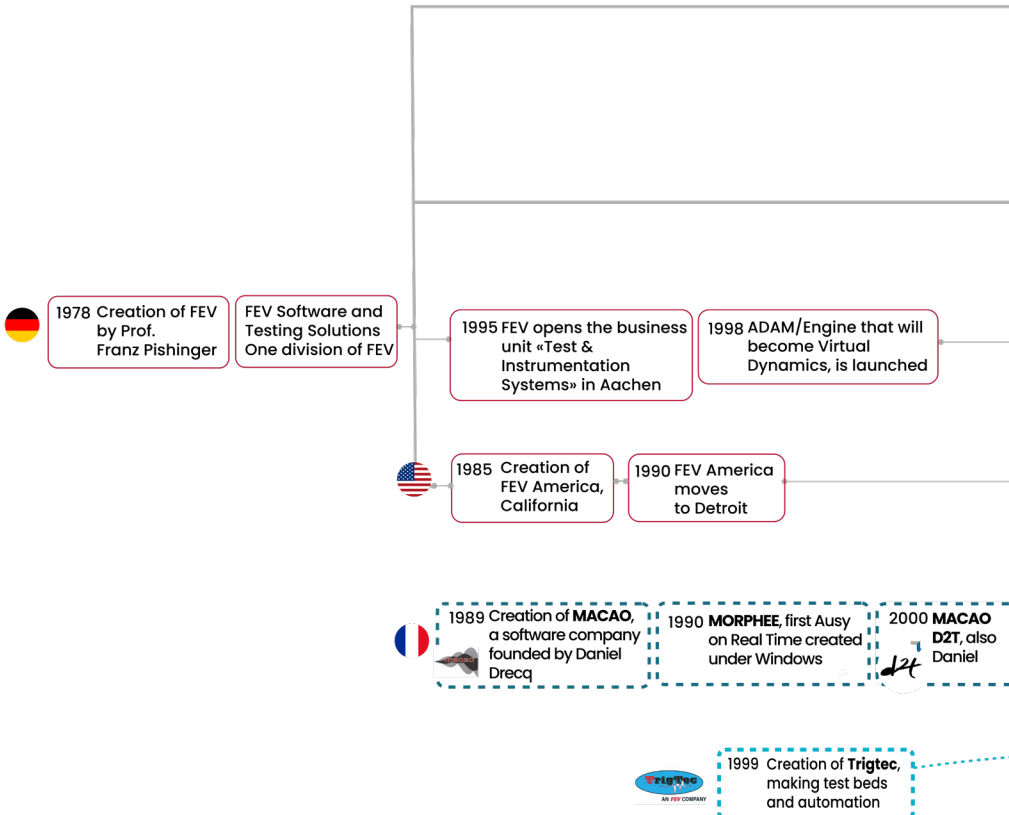 1978 Creation of FEV
by Prof.
Franz Pishinger
FEV Software and
Testing Solutions
One division of FEV
1995 FEV opens the business
unit «Test &
Instrumentation
Systems» in Aachen
1998 ADAM/Engine that will
become Virtual
Dynamics, is launched
1985 Creation of
FEV America,
California
1990 FEV America
moves
to Detroit
1989 Creation of MACAO,
a software company
founded by Daniel
Drecq
1990 MORPHEE, first Ausy
on Real Time created
under Windows
2000 MACAO
D2T, also
Daniel
d2t
TrigTec
AN FEV COMPANY
1999 Creation of Trigtec,
making test beds
and automation